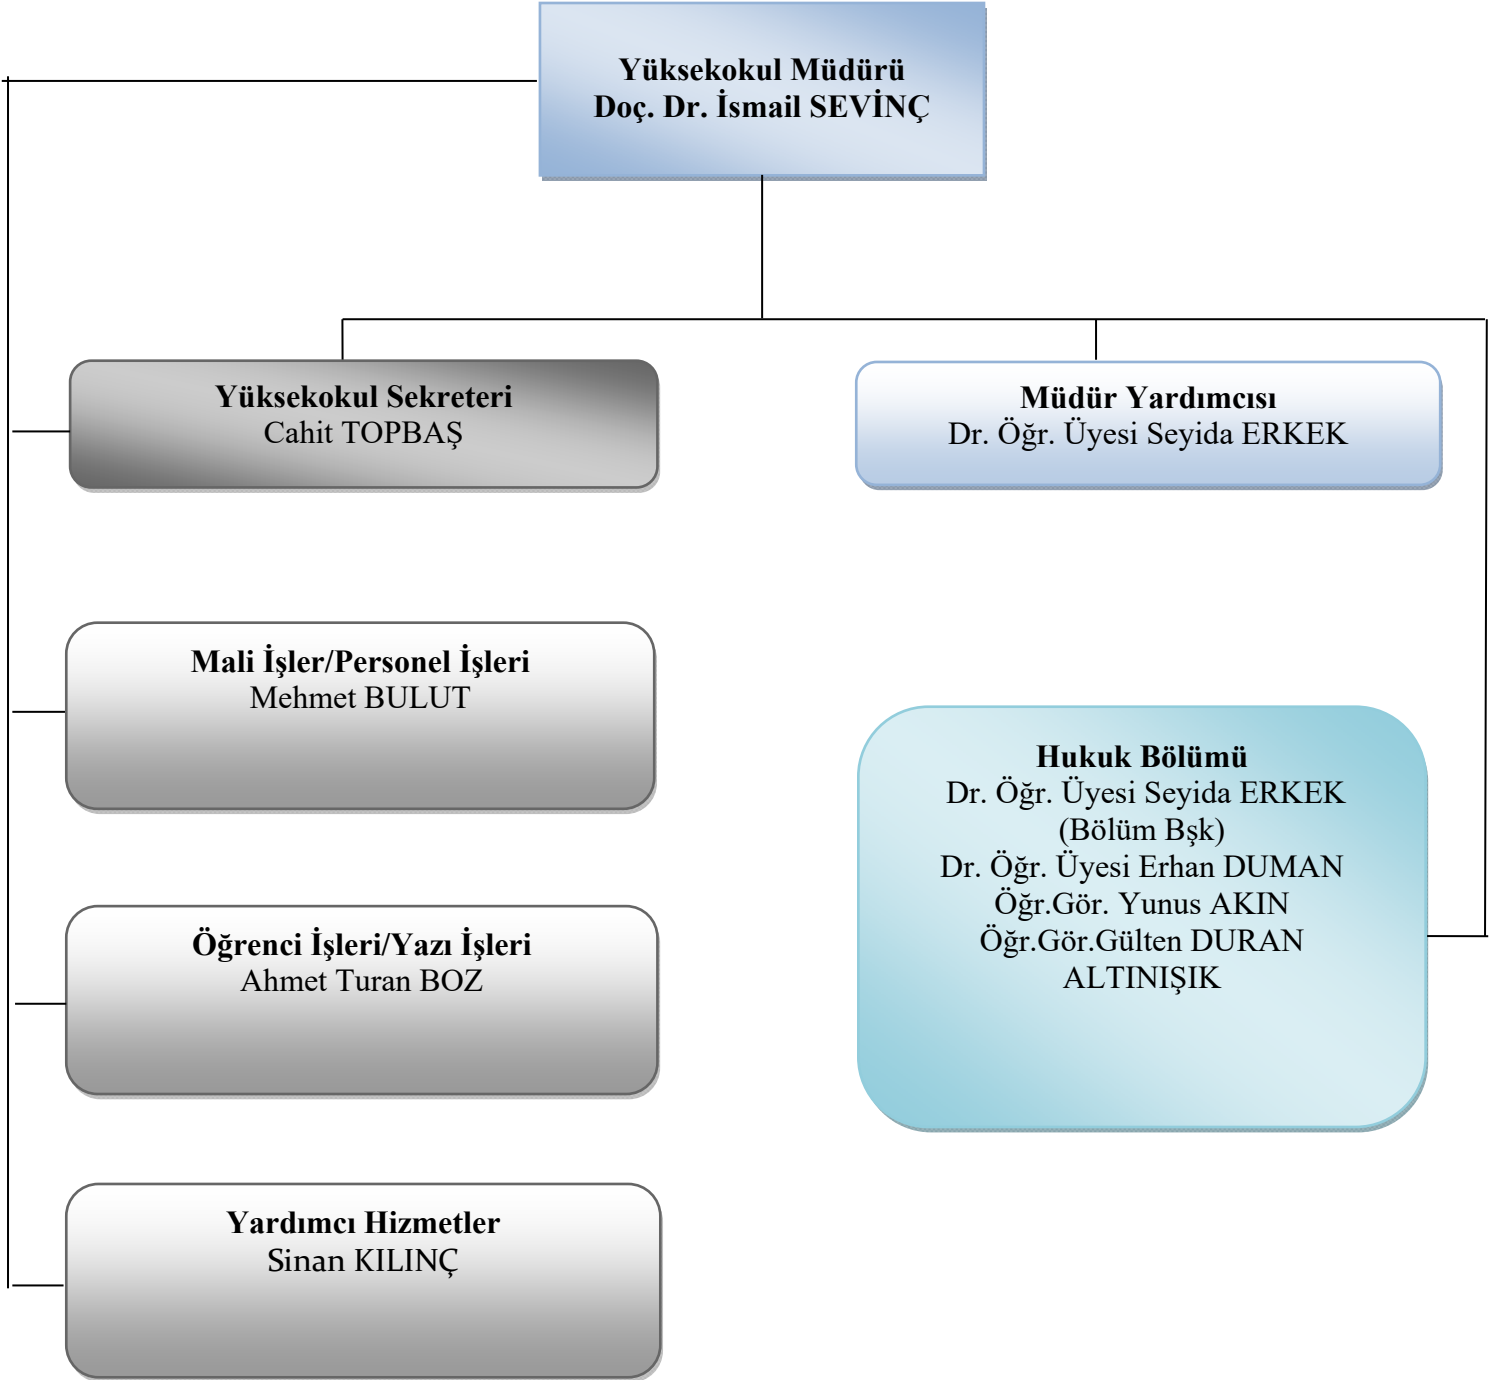 Yüksekokul Müdürü
Doç. Dr. İsmail SEVİNÇ
Yüksekokul Sekreteri
Cahit TOPBAŞ
Müdür Yardımcısı
Dr. Öğr. Üyesi Seyida ERKEK
Mali İşler/Personel İşleri
Mehmet BULUT
Hukuk Bölümü
Dr. Öğr. Üyesi Seyida ERKEK
(Bölüm Bşk)
Dr. Öğr. Üyesi Erhan DUMAN
Öğr.Gör. Yunus AKIN
Öğr.Gör.Gülten DURAN
ALTINIŞIK
Öğrenci İşleri/Yazı İşleri
Ahmet Turan BOZ
Yardımcı Hizmetler
Sinan KILINÇ